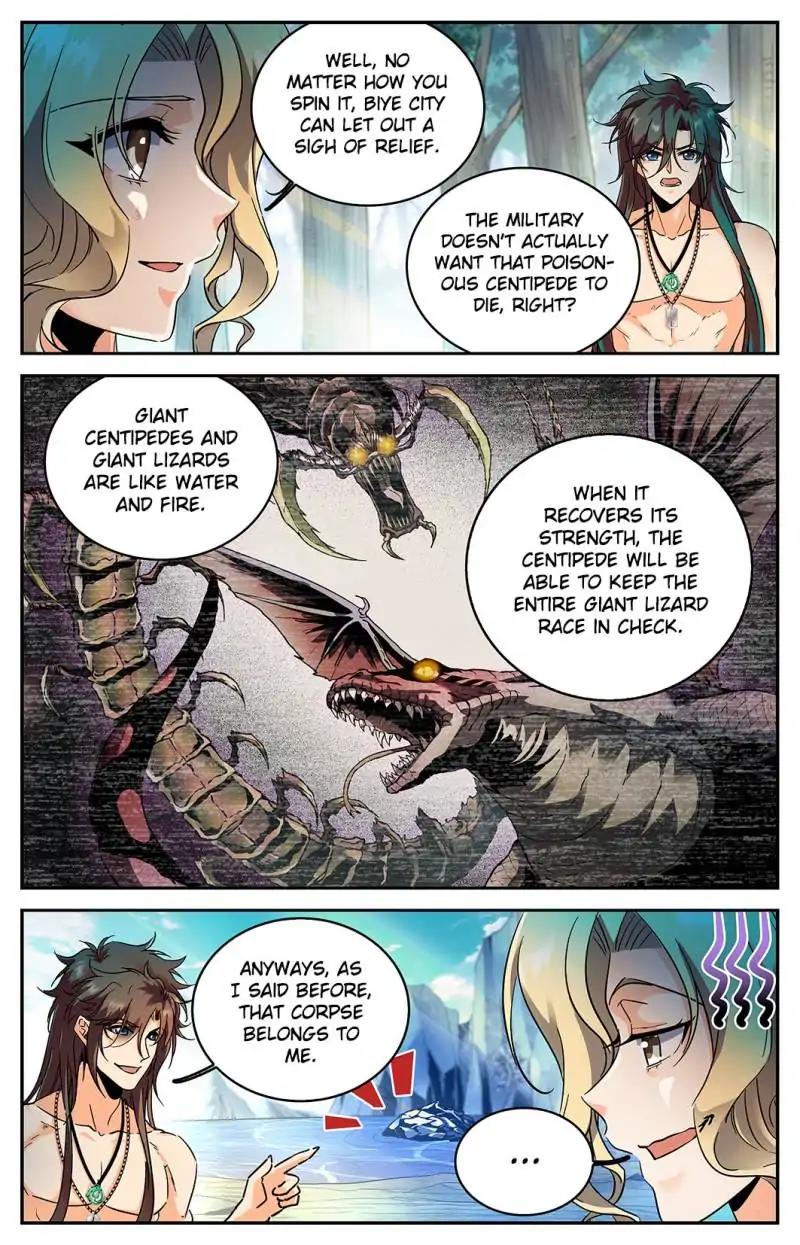 WELL, NO
MATTER HOW YOU
SPIN IT, BIYE CITY
CAN LET OUT A
SIGH OF RELIEF.
THE MILITARY
DOESN'T ACTUALLY
WANT THAT POISON-
OUS CENTIPEDE TO
DIE, RIGHT?
GIANT
CENTIPEDES AND
GIANT LIZARDS
ARE LIKE WATER
AND FIRE.
WHEN IT
RECOVERS ITS
STRENGTH, THE
CENTIPEDE WILL BE
ABLE TO KEEP THE
ENTIRE GIANT LIZARD
RACE IN CHECK.
ANYWAYS, AS
I SAID BEFORE,
THAT CORPSE
BELONGS TO
ME.
...